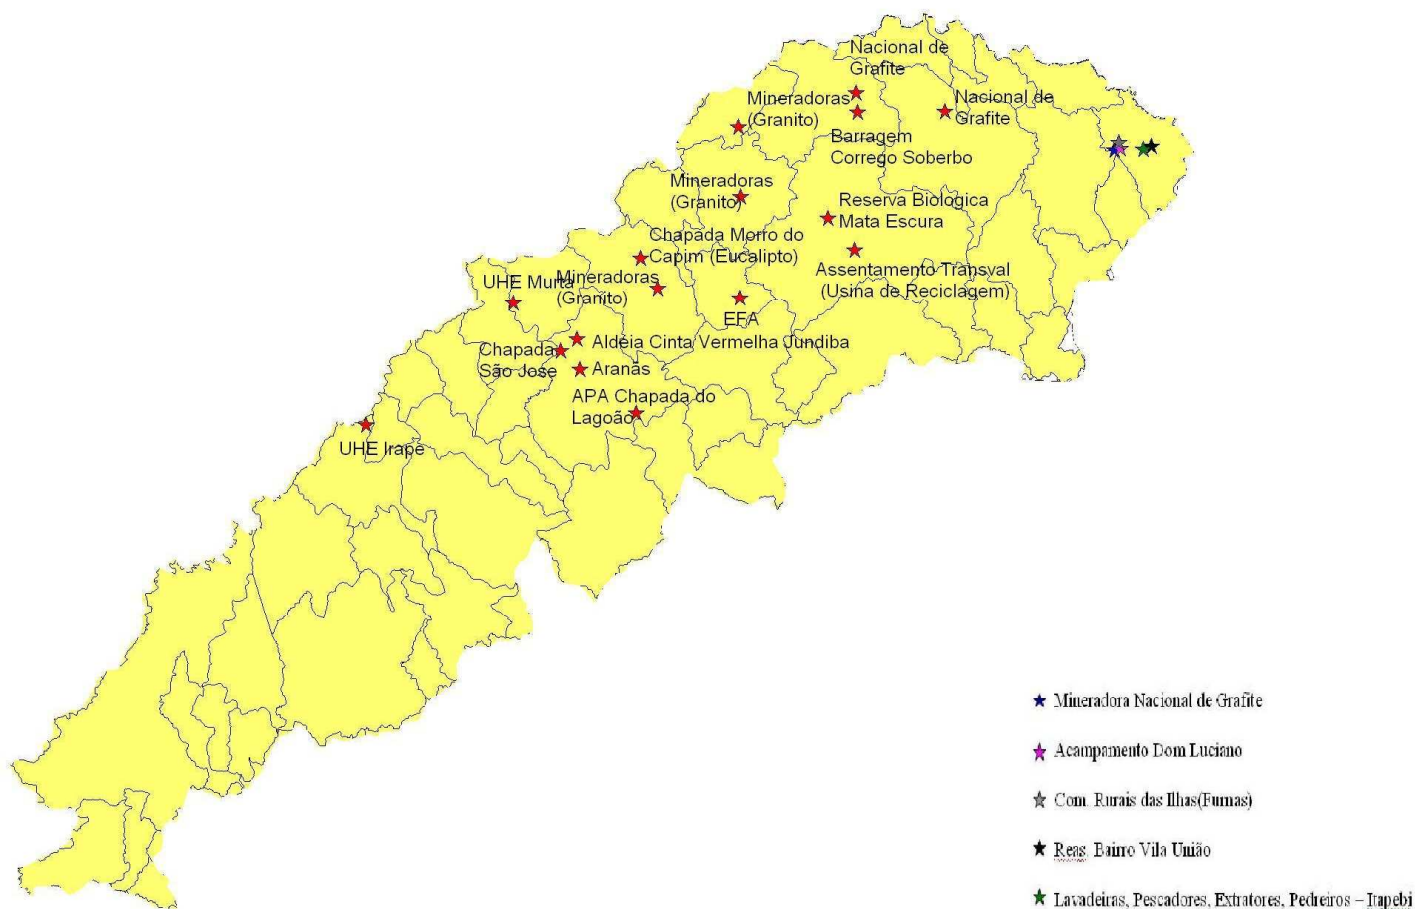 Nacional de
Grafite
Mineradoras
(Granito)
Nacional de
Grafite
Barragem
Corrego Soberbo
Mineradoras
(Granito)
Reserva Biologica
Mata Escura
Chapada Morro do
Capim (Eucalipto)
Assentamento Transval
(Usina de Reciclagem)
UHE Murta
Mineradoras
(Granito)
EFA
Aldeia Cinta Vermelha Jundiba
Chapada
São Jose
Aranãs
APA Chapada do
Lagoão
UHE Irape
Mineradora Nacional de Grafite
Acampamento Dom Luciano
Com. Rurais das Ilhas(Furnas)
Reas. Bairro Vila União
Lavadeiras, Pescadores, Extratores, Pedreiros – Itapebi